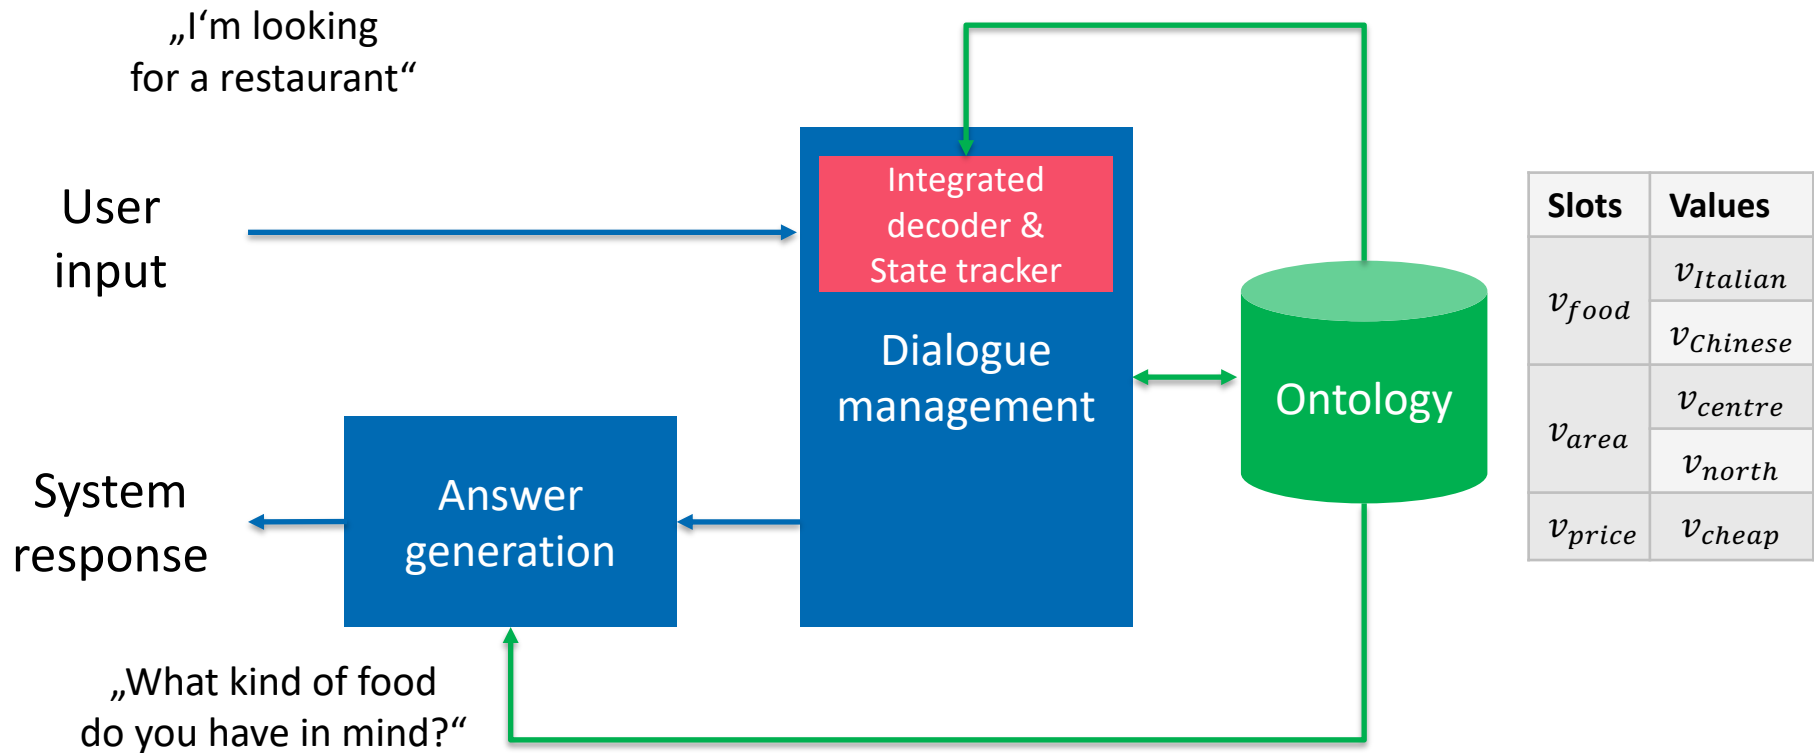 „I‘m looking
for a restaurant“
User
input
Integrated
decoder &
State tracker
Dialogue
management
Ontology
Slots Values
v_food v_Italian
v_Chinese
v_area v_centre
v_north
v_price v_cheap
System
response
Answer
generation
„What kind of food
do you have in mind?“